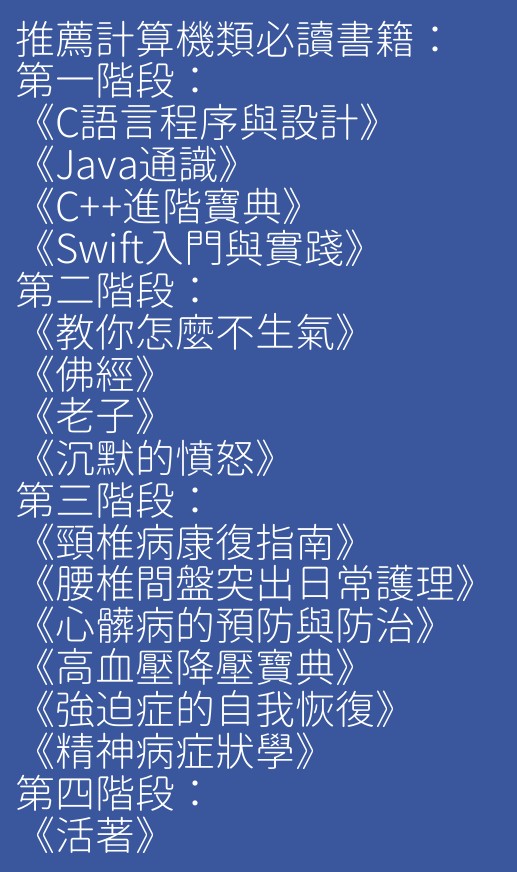 推薦計算機類必讀書籍：
第一階段：
《C語言程序與設計》
《Java通識》
《C++進階寶典》
《Swift入門與實踐》
第二階段：
《教你怎麼不生氣》
《佛經》
《老子》
《沉默的憤怒》
第三階段：
《頸椎病康復指南》
《腰椎間盤突出日常護理》
《心髒病的預防與防治》
《高血壓降壓寶典》
《強迫症的自我恢復》
《精神病症狀學》
第四階段：
《活著》